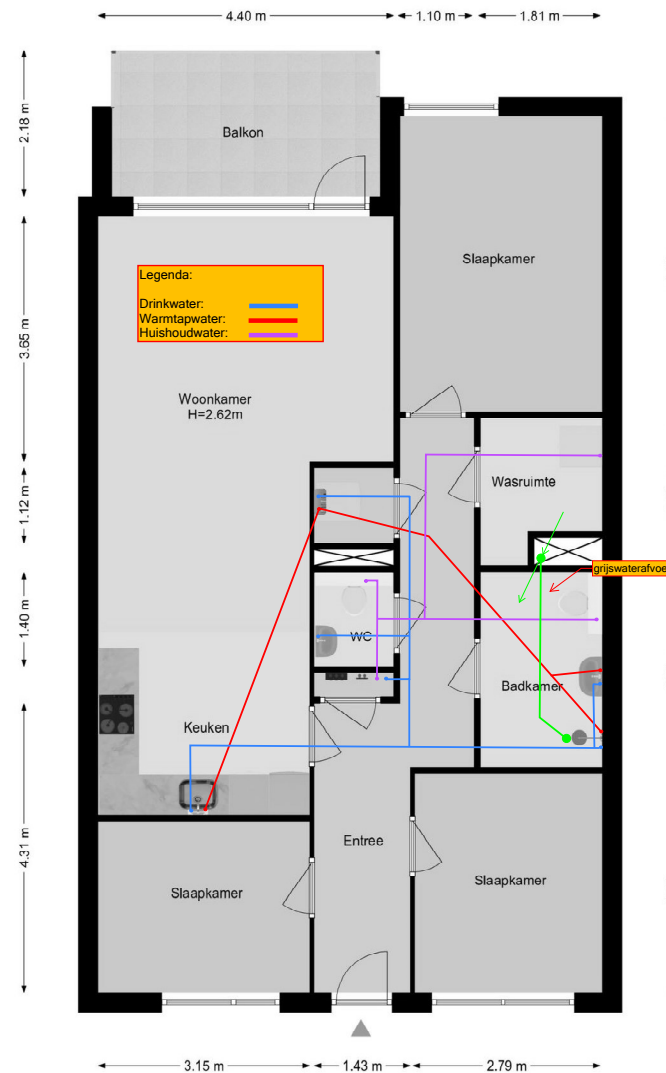 4.40 m
1.10 m
1.81 m
2.18 m
Balkon
Slaapkamer
Legenda:
Drinkwater:
Warmtapwater:
Huishoudwater:
3.65 m
Woonkamer
H=2.62m
1.12 m
Wasruimte
grijswaterafvoe
1.40 m
WC
Badkamer
Keuken
4.31 m
Entree
Slaapkamer
Slaapkamer
3.15 m
1.43 m
2.79 m